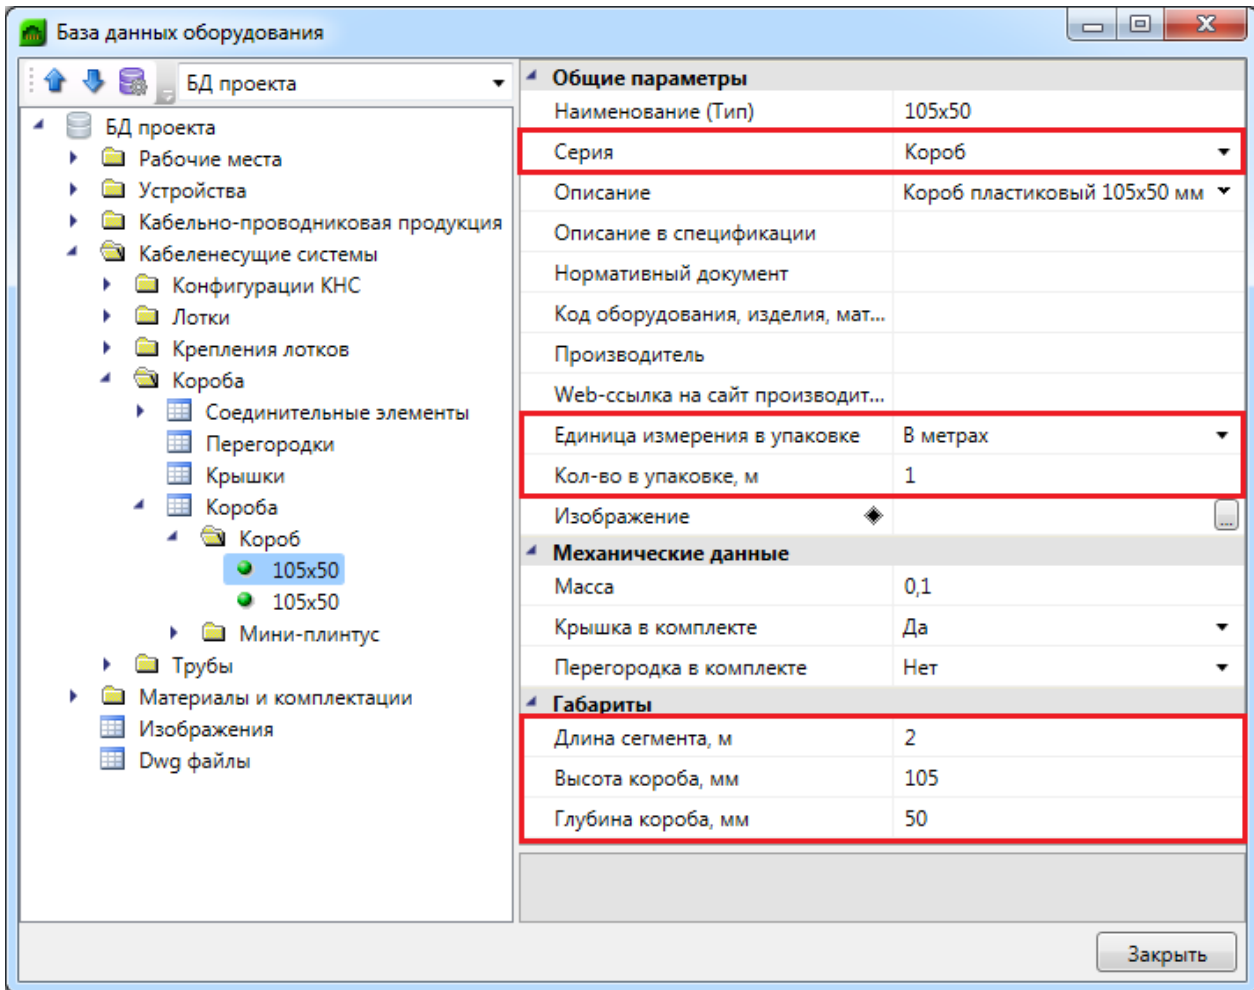 База данных оборудования
БД проекта
БД проекта
Рабочие места
Устройства
Кабельно-проводниковая продукция
Кабеленесущие системы
Конфигурации КНС
Лотки
Крепления лотков
Короба
Соединительные элементы
Перегородки
Крышки
Короба
Короб
105x50
105x50
Мини-плинтус
Трубы
Материалы и комплектации
Изображения
Dwg файлы
Общие параметры
Наименование (Тип) 105x50
Серия Короб
Описание Короб пластиковый 105x50 мм
Описание в спецификации
Нормативный документ
Код оборудования, изделия, мат...
Производитель
Web-ссылка на сайт производит...
Единица измерения в упаковке В метрах
Кол-во в упаковке, м 1
Изображение ...
Механические данные
Масса 0,1
Крышка в комплекте Да
Перегородка в комплекте Нет
Габариты
Длина сегмента, м 2
Высота короба, мм 105
Глубина короба, мм 50
Закрыть